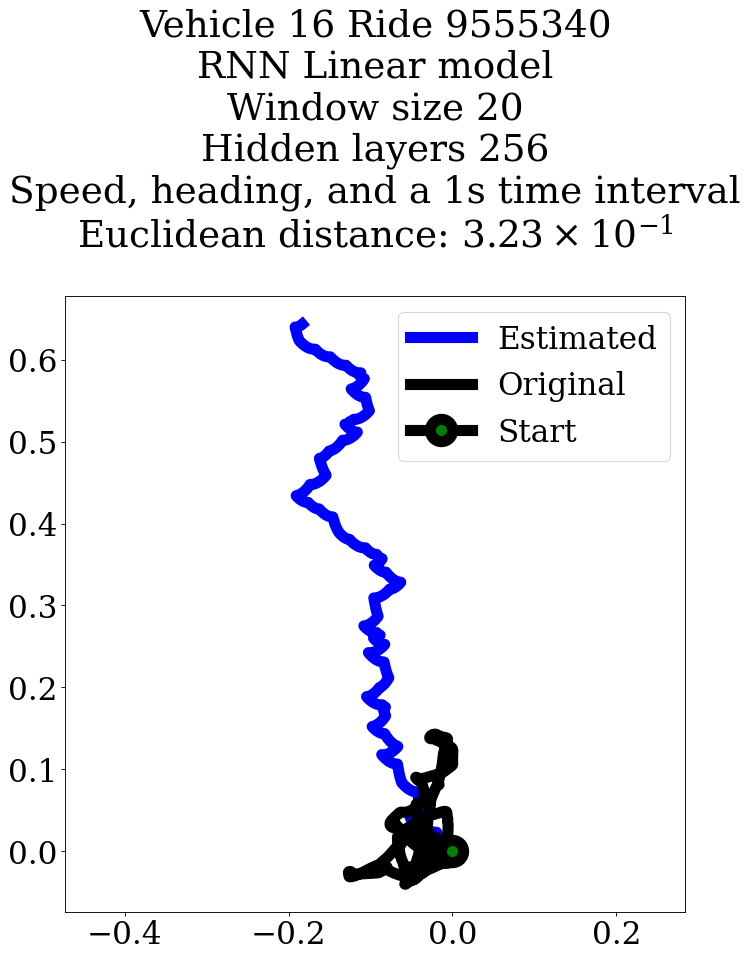 Vehicle 16 Ride 9555340
RNN Linear model
Window size 20
Hidden layers 256
Speed, heading, and a 1s time interval
Euclidean distance: 3.23 × 10⁻¹
Estimated
Original
Start
0.6
0.5
0.4
0.3
0.2
0.1
0.0
−0.4
−0.2
0.0
0.2